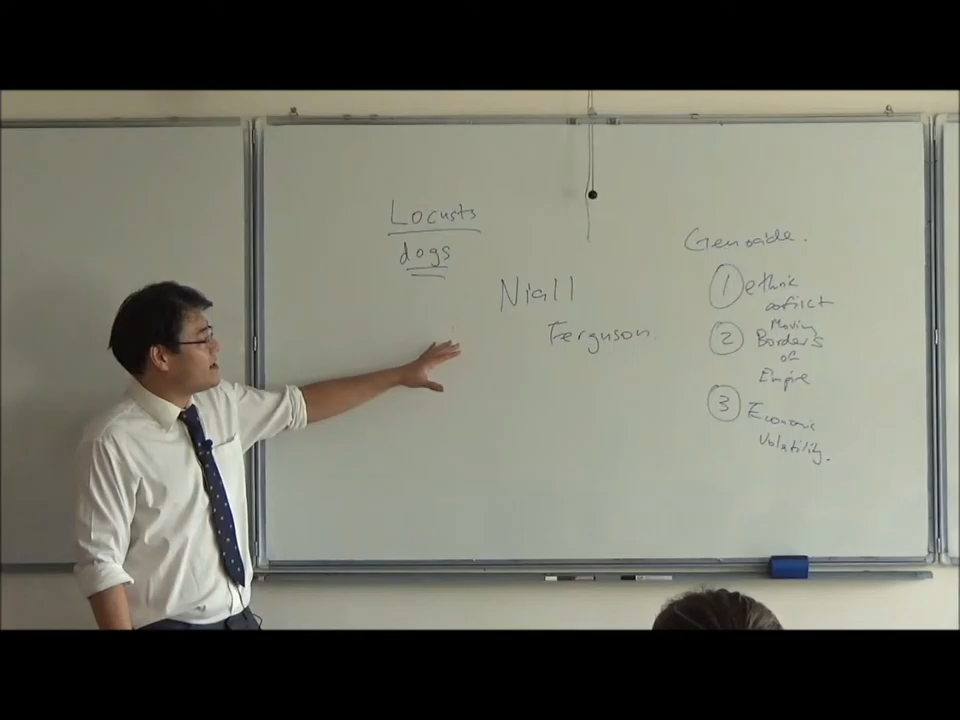 Locusts
dogs
Niall
Ferguson
Genocide.
1 ethnic
conflict
2 Moving
Borders
of
Empire
3 Economic
Volatility.